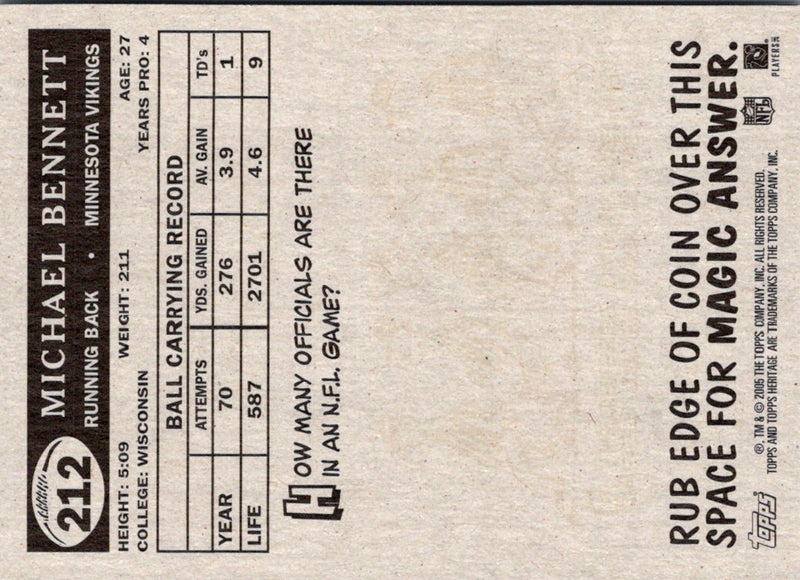 212
MICHAEL BENNETT
RUNNING BACK • MINNESOTA VIKINGS
HEIGHT: 5:09 WEIGHT: 211 AGE: 27
COLLEGE: WISCONSIN YEARS PRO: 4
BALL CARRYING RECORD
ATTEMPTS YDS. GAINED AV. GAIN TD's
YEAR 70 276 3.9 1
LIFE 587 2701 4.6 9
HOW MANY OFFICIALS ARE THERE
IN AN N.F.L. GAME?
RUB EDGE OF COIN OVER THIS
SPACE FOR MAGIC ANSWER.
topps
®, TM & © 2005 THE TOPPS COMPANY, INC. ALL RIGHTS RESERVED.
TOPPS AND TOPPS HERITAGE ARE TRADEMARKS OF THE TOPPS COMPANY, INC.
NFL
PLAYERS INC